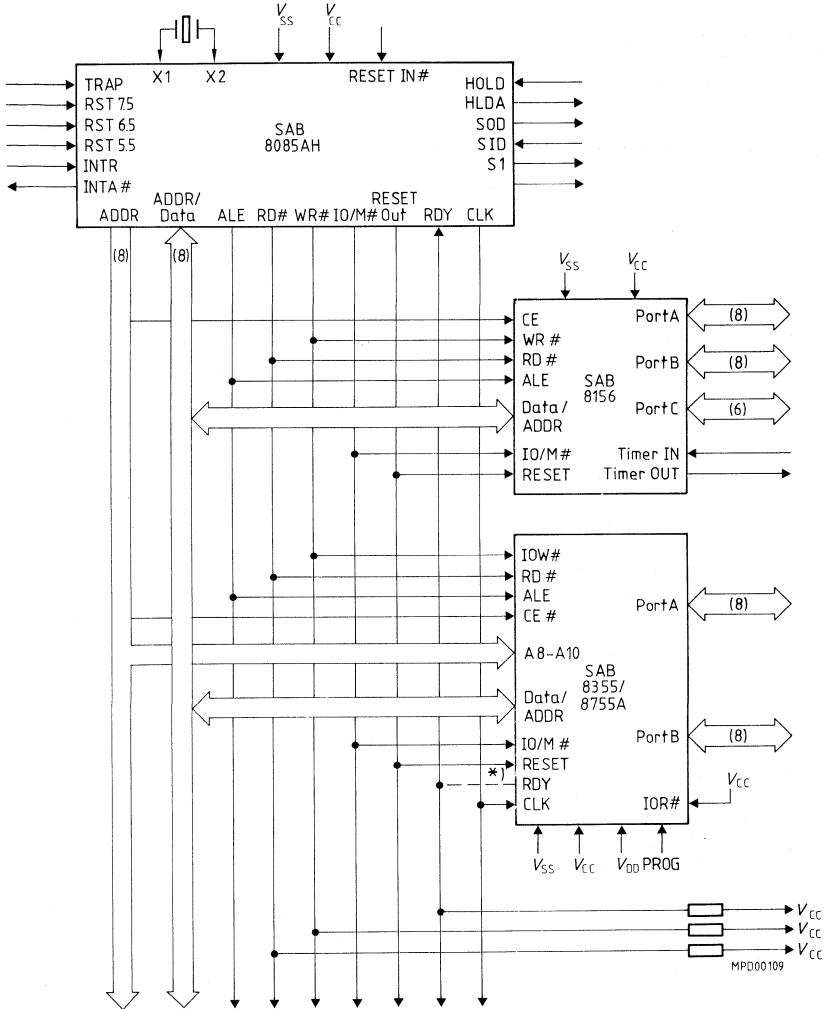 VSS VCC
X1 X2 RESET IN#
TRAP
RST 7.5
RST 6.5
RST 5.5
INTR
INTA #
SAB
8085AH
HOLD
HLDA
SOD
SID
S1
ADDR ADDR/ Data ALE RD# WR# IO/M# RESET Out RDY CLK
(8) (8)
VSS VCC
CE
WR #
RD #
ALE
Data/
ADDR
IO/M#
RESET
SAB
8156
PortA (8)
PortB (8)
PortC (6)
Timer IN
Timer OUT
IOW#
RD #
ALE
CE #
A8-A10
Data/
ADDR
IO/M #
RESET
*)
RDY
CLK
SAB
8355/
8755A
PortA (8)
PortB (8)
IOR# VCC
VSS VCC VDD PROG
VCC
VCC
VCC
MPD00109